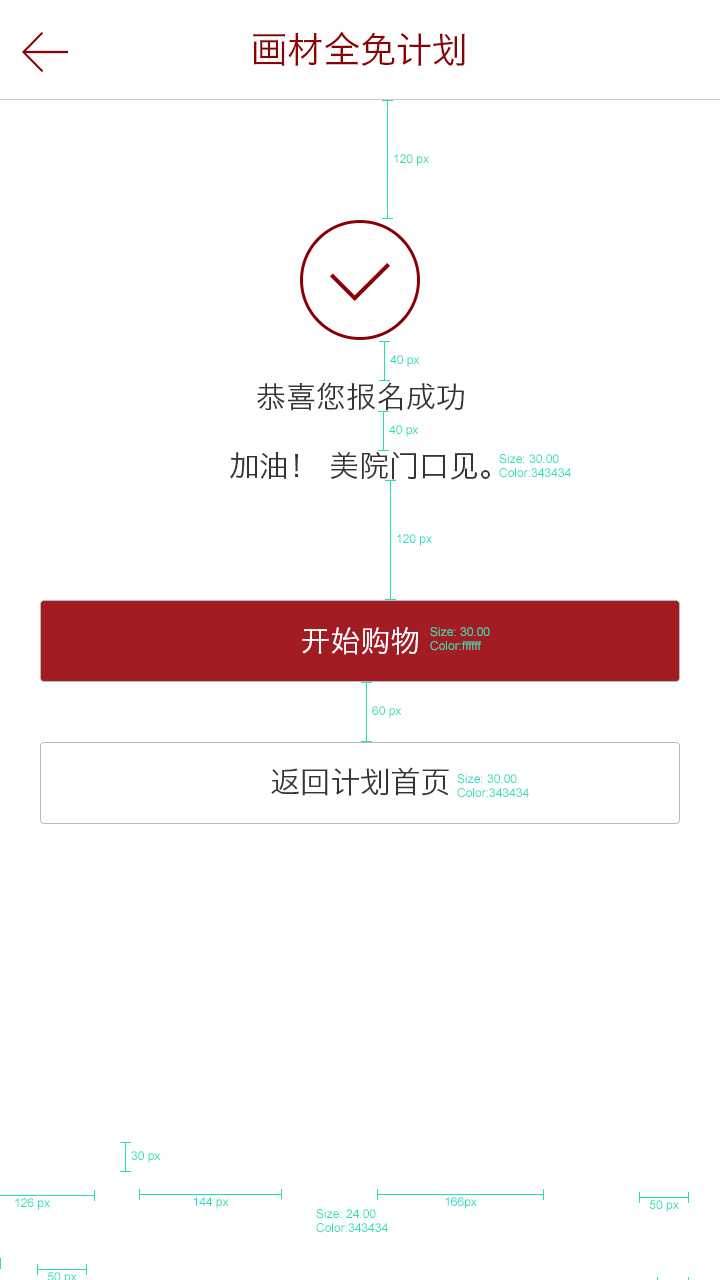 画材全免计划
120 px
40 px
恭喜您报名成功
40 px
加油！ 美院门口见。
Size: 30.00
Color:343434
120 px
开始购物
Size: 30.00
Color:ffffff
60 px
返回计划首页
Size: 30.00
Color:343434
30 px
126 px
144 px
166px
50 px
Size: 24.00
Color:343434
50 px